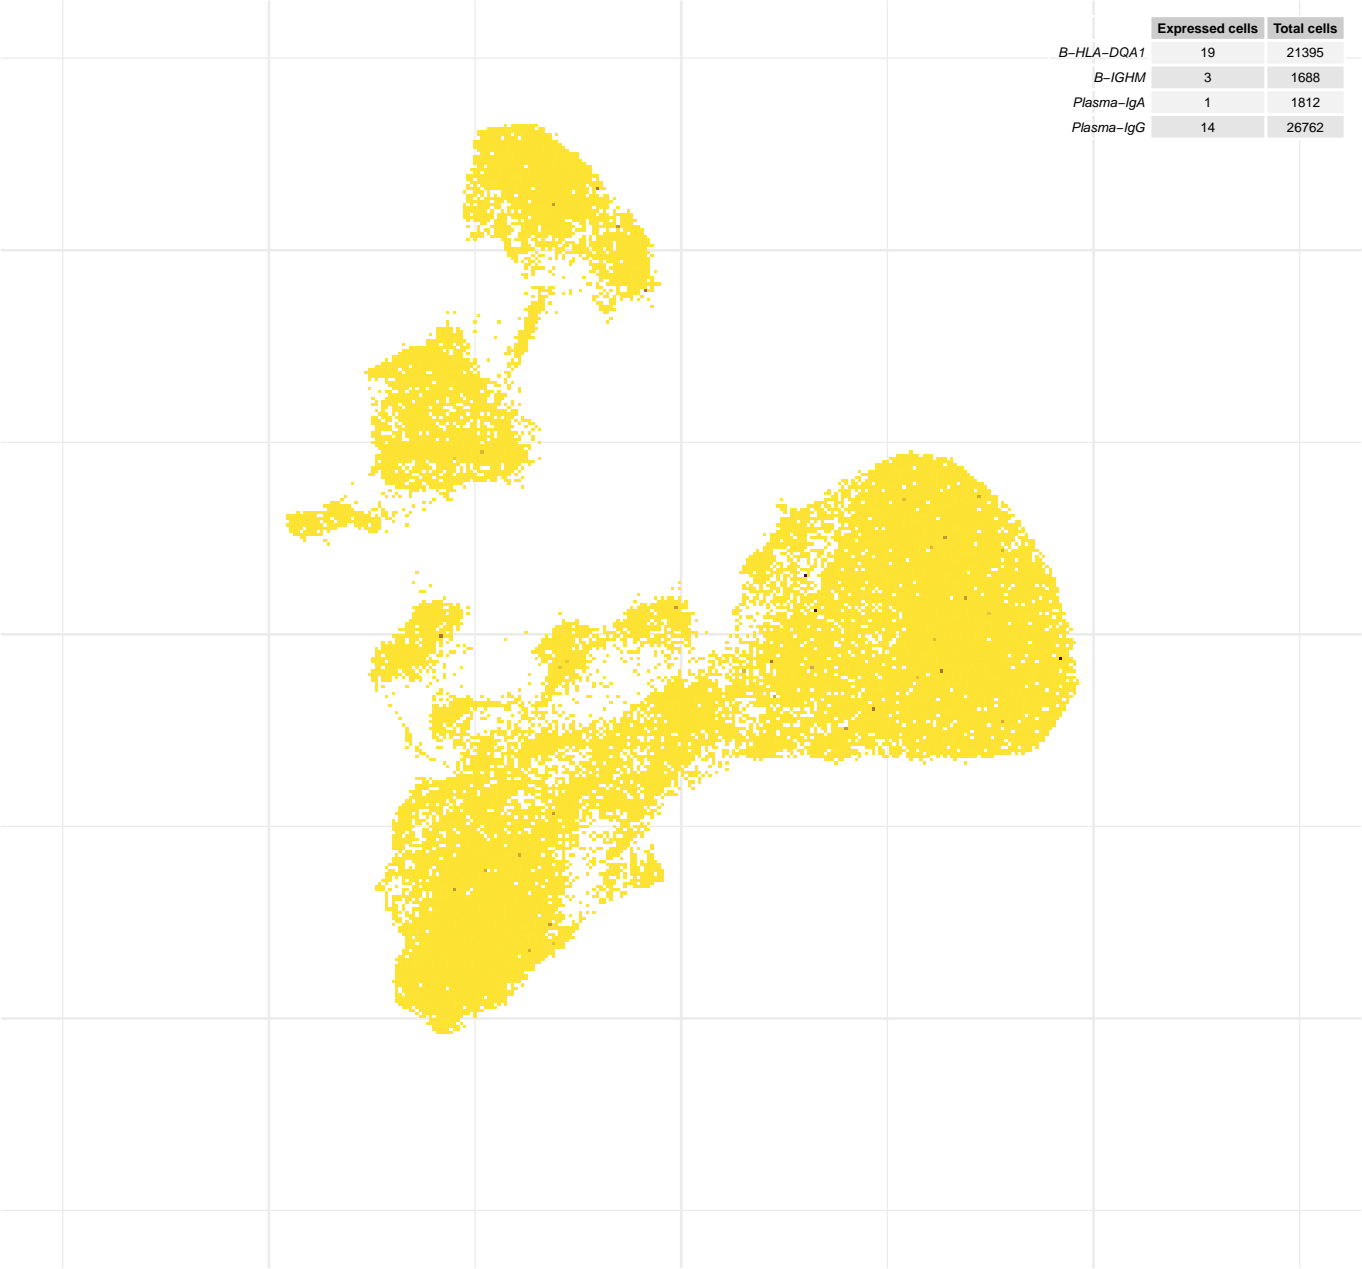 Expressed cells Total cells
B–HLA–DQA1 19 21395
B–IGHM 3 1688
Plasma–IgA 1 1812
Plasma–IgG 14 26762